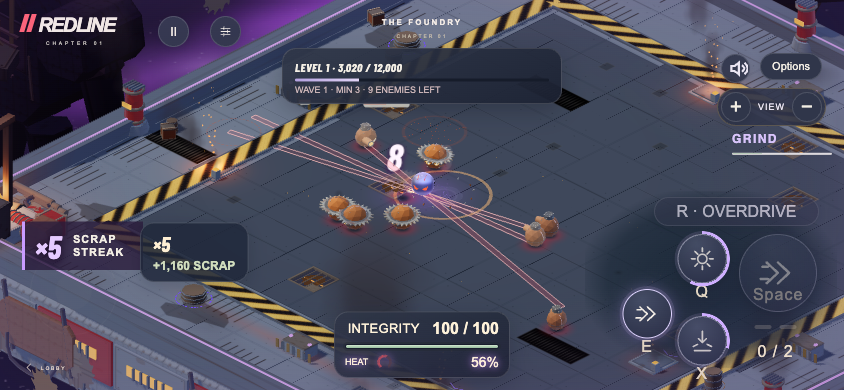 REDLINE
CHAPTER 01
THE FOUNDRY
CHAPTER 01
LEVEL 1 · 3,020 / 12,000
WAVE 1 · MIN 3 · 9 ENEMIES LEFT
Options
+ VIEW −
GRIND
8
R · OVERDRIVE
×5 SCRAP STREAK
×5
+1,160 SCRAP
Q
Space
E
X
0 / 2
INTEGRITY 100 / 100
HEAT 56%
LOBBY